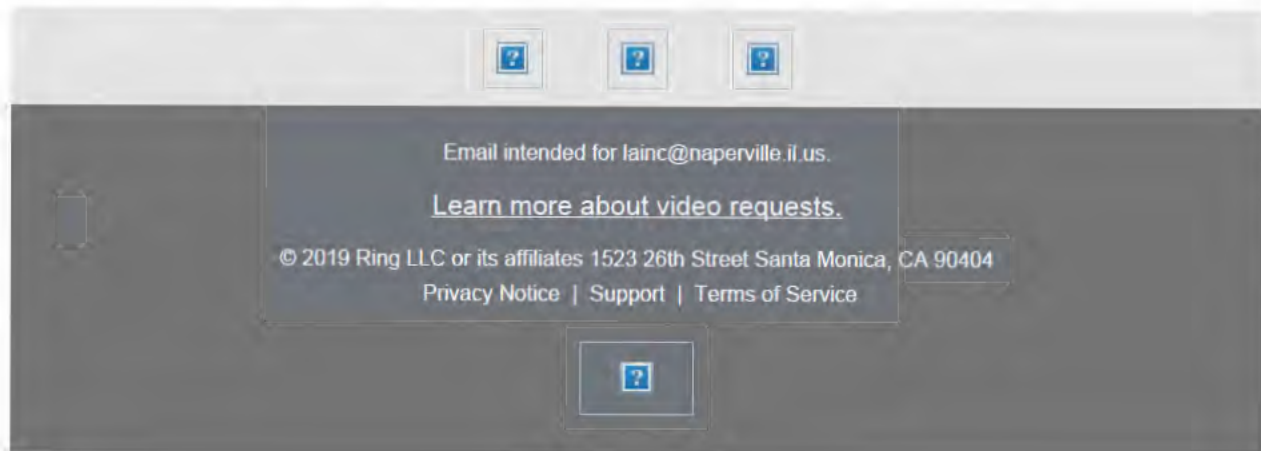 Email intended for lainc@naperville.il.us.
Learn more about video requests.
© 2019 Ring LLC or its affiliates 1523 26th Street Santa Monica, CA 90404
Privacy Notice | Support | Terms of Service